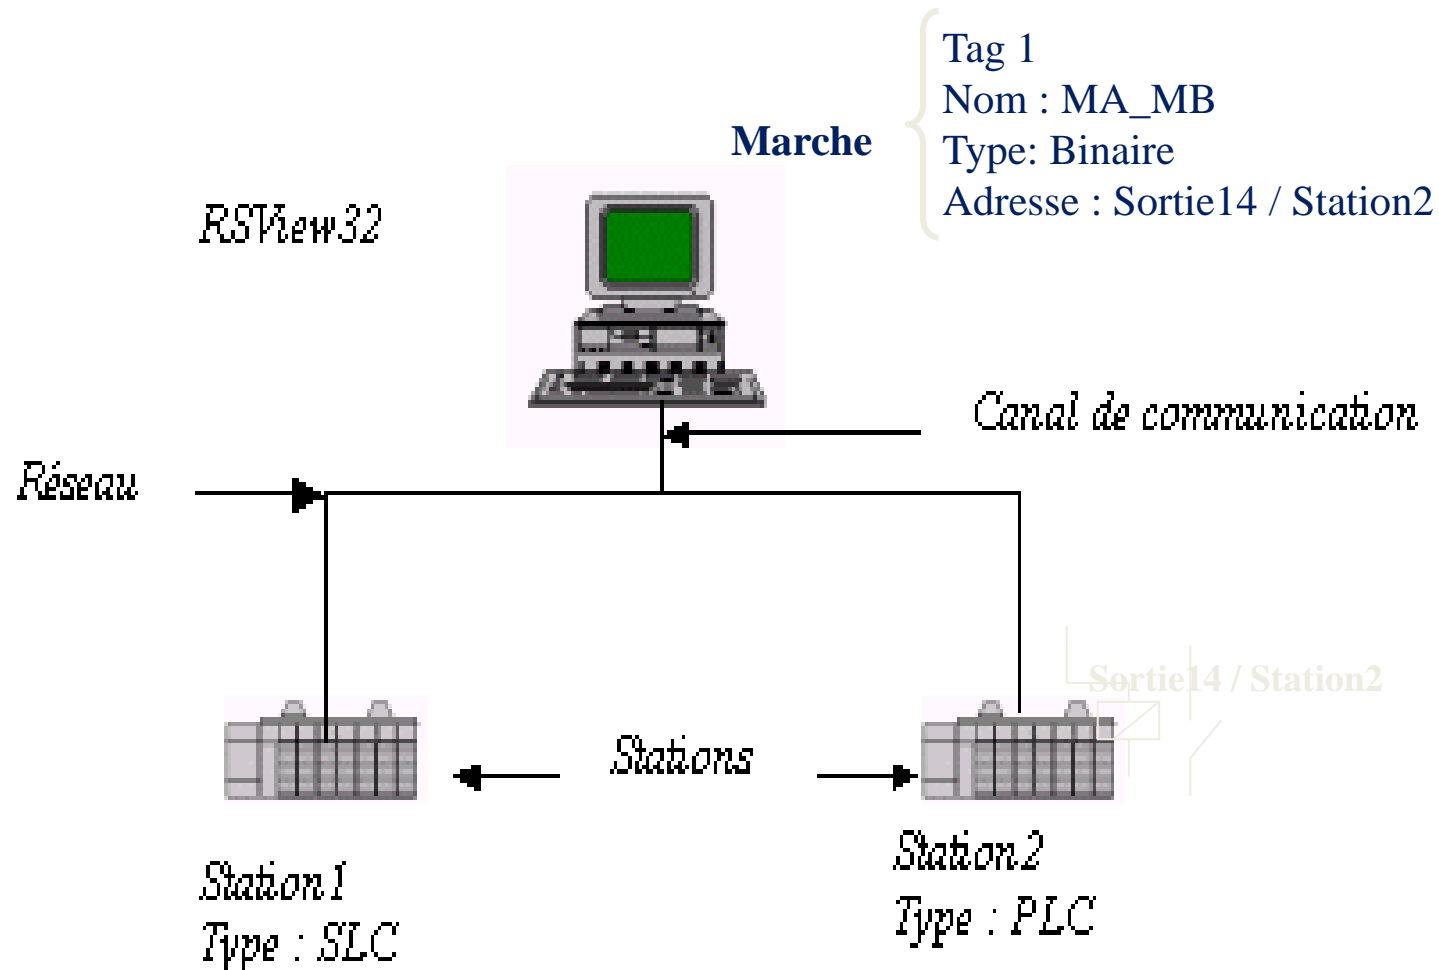 Tag 1
Nom : MA_MB
Type: Binaire
Adresse : Sortie14 / Station2
Marche
RSView32
Canal de communication
Réseau
Sortie14 / Station2
Stations
Station1
Type : SLC
Station2
Type : PLC